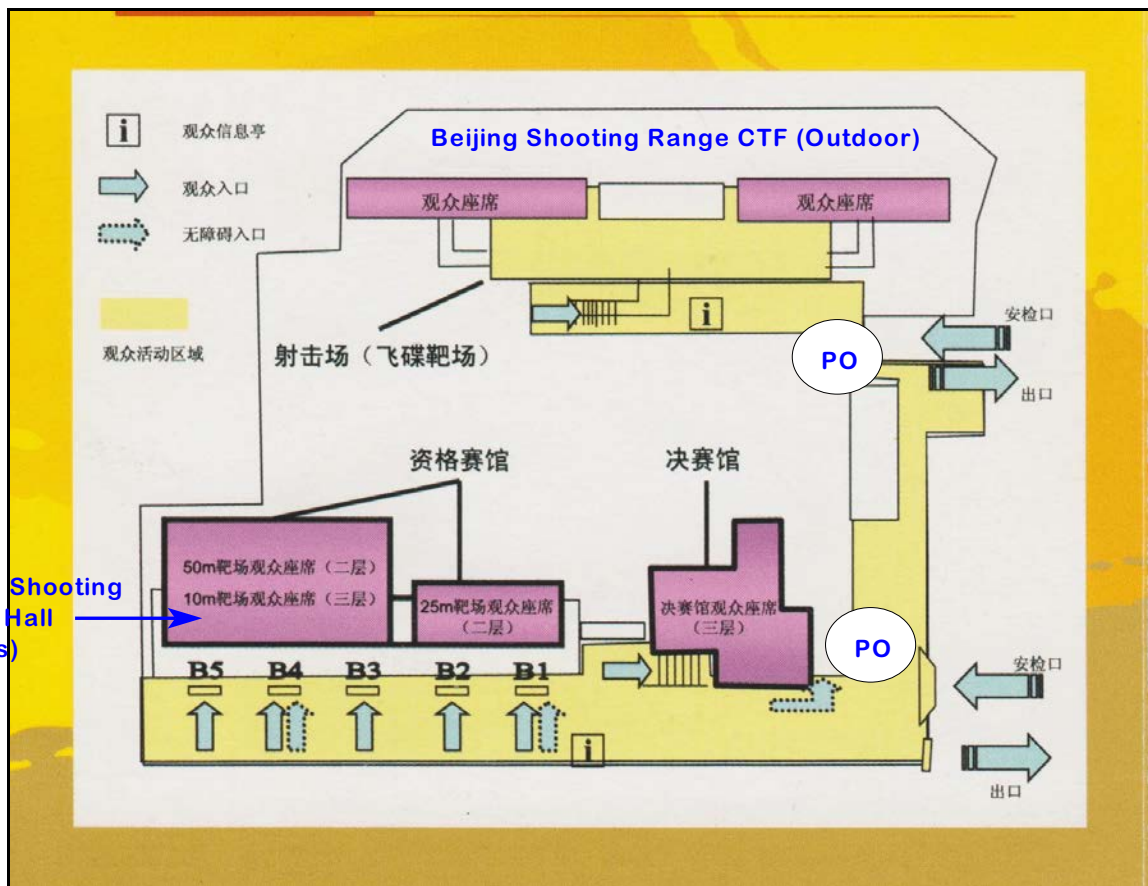 i 观众信息亭
Beijing Shooting Range CTF (Outdoor)
观众入口
观众座席
观众座席
无障碍入口
i
安检口
观众活动区域
射击场（飞碟靶场）
PO
出口
资格赛馆
决赛馆
50m靶场观众座席（二层）
Shooting
10m靶场观众座席（三层）
25m靶场观众座席
（二层）
决赛馆观众座席
（三层）
Hall
s)
PO
B5 B4 B3 B2 B1
安检口
i
出口